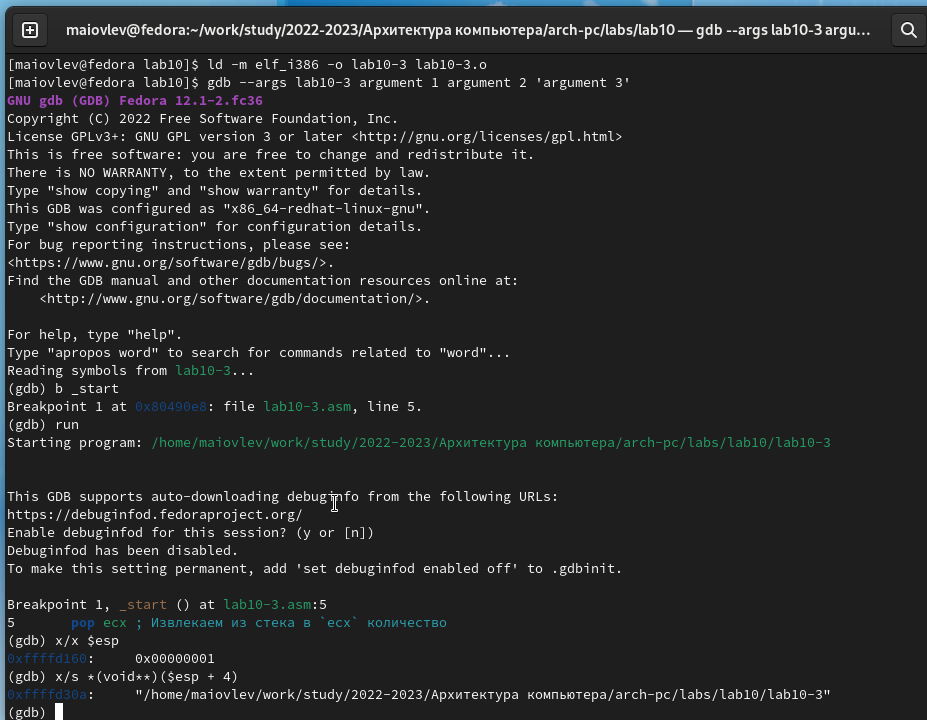 maiovlev@fedora:~/work/study/2022-2023/Архитектура компьютера/arch-pc/labs/lab10 — gdb --args lab10-3 argu...
[maiovlev@fedora lab10]$ ld -m elf_i386 -o lab10-3 lab10-3.o
[maiovlev@fedora lab10]$ gdb --args lab10-3 argument 1 argument 2 'argument 3'
GNU gdb (GDB) Fedora 12.1-2.fc36
Copyright (C) 2022 Free Software Foundation, Inc.
License GPLv3+: GNU GPL version 3 or later <http://gnu.org/licenses/gpl.html>
This is free software: you are free to change and redistribute it.
There is NO WARRANTY, to the extent permitted by law.
Type "show copying" and "show warranty" for details.
This GDB was configured as "x86_64-redhat-linux-gnu".
Type "show configuration" for configuration details.
For bug reporting instructions, please see:
<https://www.gnu.org/software/gdb/bugs/>.
Find the GDB manual and other documentation resources online at:
    <http://www.gnu.org/software/gdb/documentation/>.
For help, type "help".
Type "apropos word" to search for commands related to "word"...
Reading symbols from lab10-3...
(gdb) b _start
Breakpoint 1 at 0x80490e8: file lab10-3.asm, line 5.
(gdb) run
Starting program: /home/maiovlev/work/study/2022-2023/Архитектура компьютера/arch-pc/labs/lab10/lab10-3
This GDB supports auto-downloading debuginfo from the following URLs:
https://debuginfod.fedoraproject.org/
Enable debuginfod for this session? (y or [n])
Debuginfod has been disabled.
To make this setting permanent, add 'set debuginfod enabled off' to .gdbinit.
Breakpoint 1, _start () at lab10-3.asm:5
5       pop ecx ; Извлекаем из стека в `ecx` количество
(gdb) x/x $esp
0xffffd160:     0x00000001
(gdb) x/s *(void**)($esp + 4)
0xffffd30a:     "/home/maiovlev/work/study/2022-2023/Архитектура компьютера/arch-pc/labs/lab10/lab10-3"
(gdb)